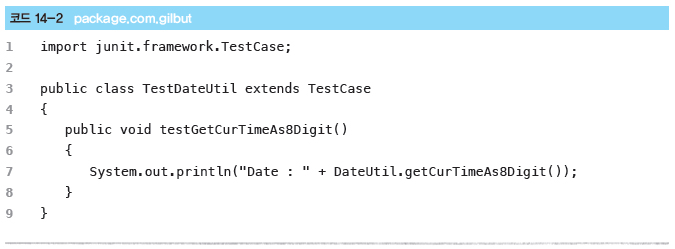 코드 14-2 package.com.gilbut
1 import junit.framework.TestCase;
2
3 public class TestDateUtil extends TestCase
4 {
5 public void testGetCurTimeAs8Digit()
6 {
7 System.out.println("Date : " + DateUtil.getCurTimeAs8Digit());
8 }
9 }